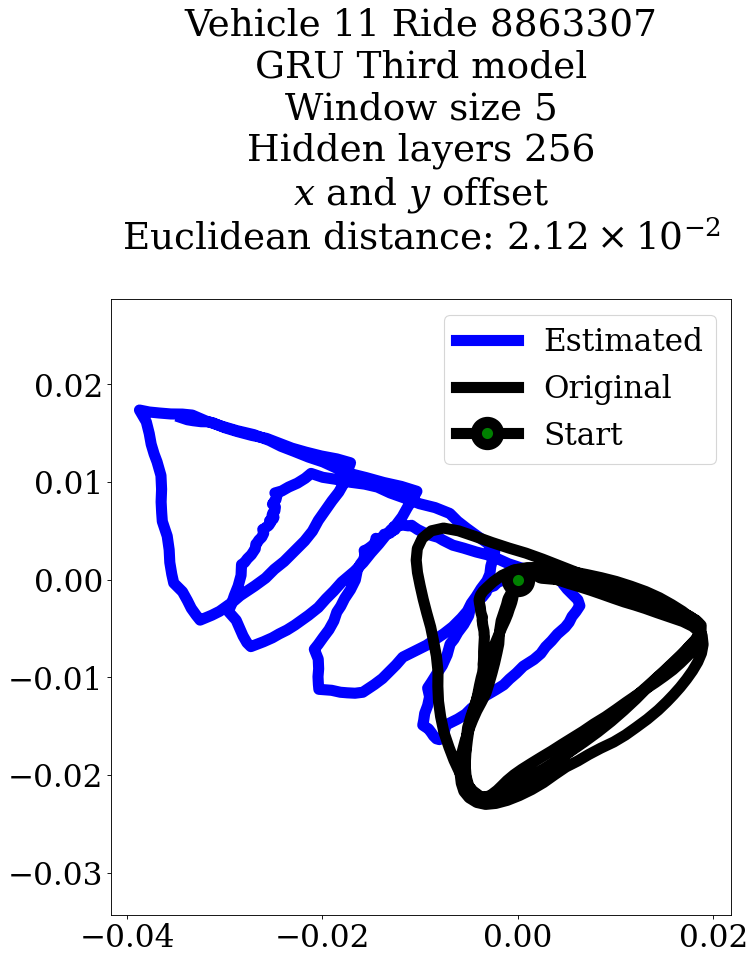 Vehicle 11 Ride 8863307
GRU Third model
Window size 5
Hidden layers 256
x and y offset
Euclidean distance: 2.12 × 10⁻²
Estimated
Original
Start
0.02
0.01
0.00
−0.01
−0.02
−0.03
−0.04 −0.02 0.00 0.02